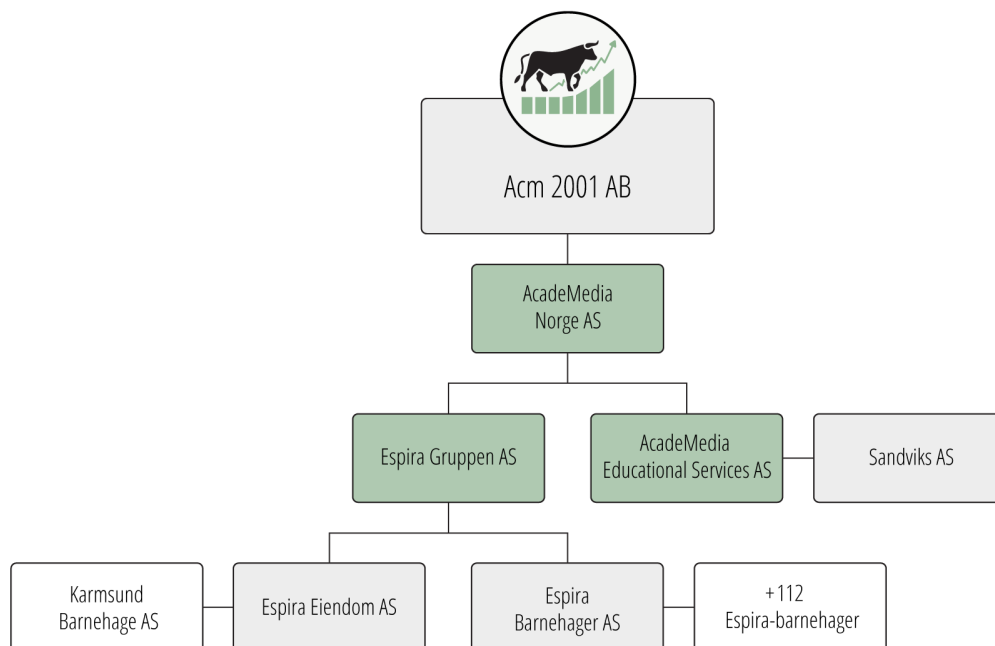 Acm 2001 AB
AcadeMedia
Norge AS
Espira Gruppen AS
AcadeMedia
Educational Services AS
Sandviks AS
Karmsund
Barnehage AS
Espira Eiendom AS
Espira
Barnehager AS
+112
Espira-barnehager